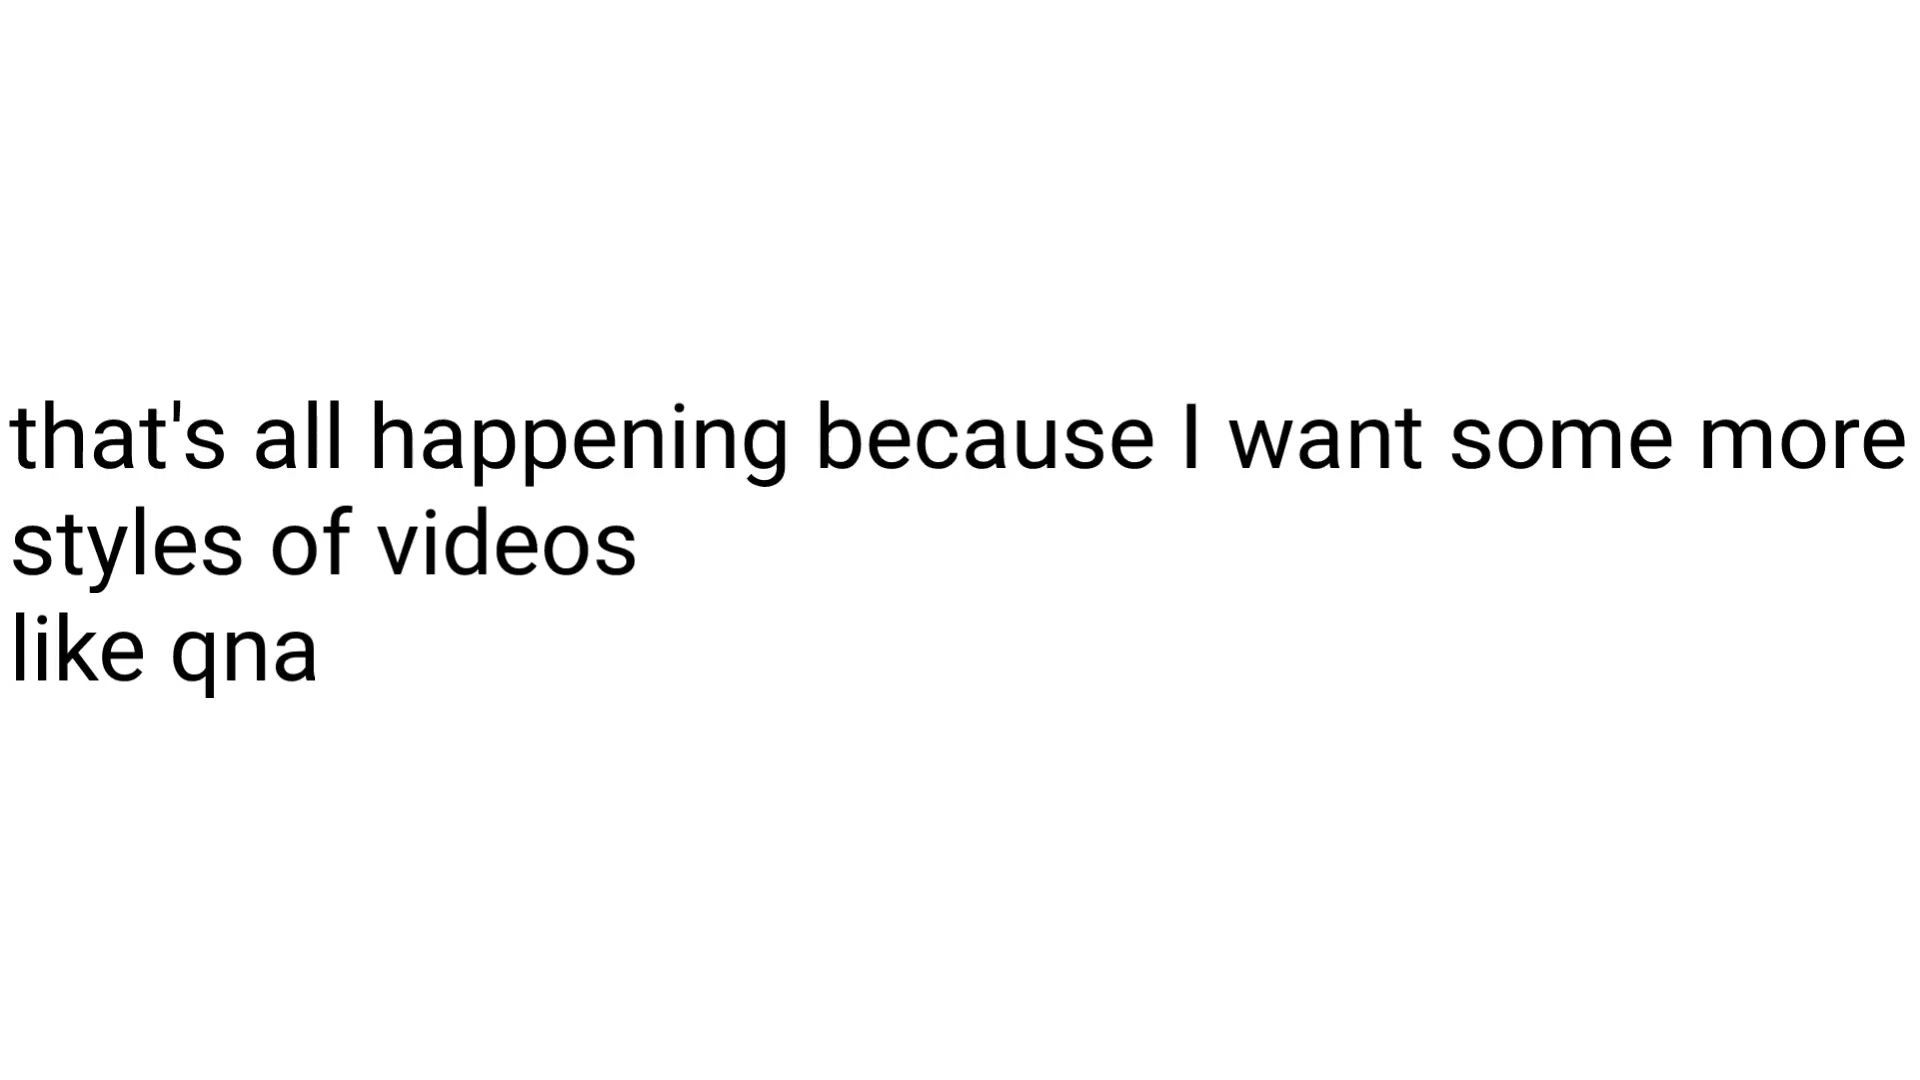 that's all happening because I want some more
styles of videos
like qna